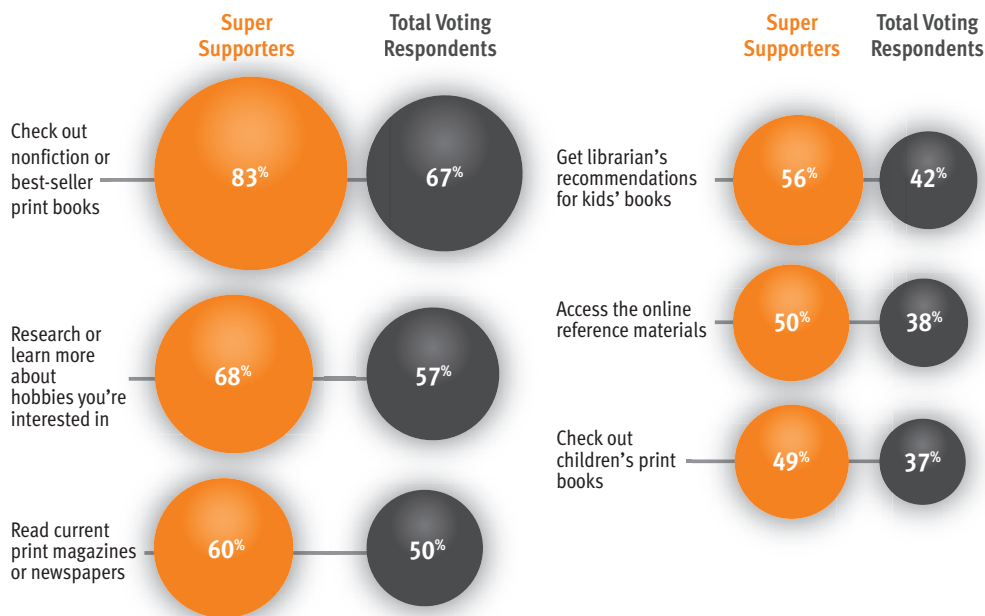 Super
Supporters
Total Voting
Respondents
Check out
nonfiction or
best-seller
print books
83%
67%
Research or
learn more
about
hobbies you're
interested in
68%
57%
Read current
print magazines
or newspapers
60%
50%
Super
Supporters
Total Voting
Respondents
Get librarian's
recommendations
for kids' books
56%
42%
Access the online
reference materials
50%
38%
Check out
children's print
books
49%
37%